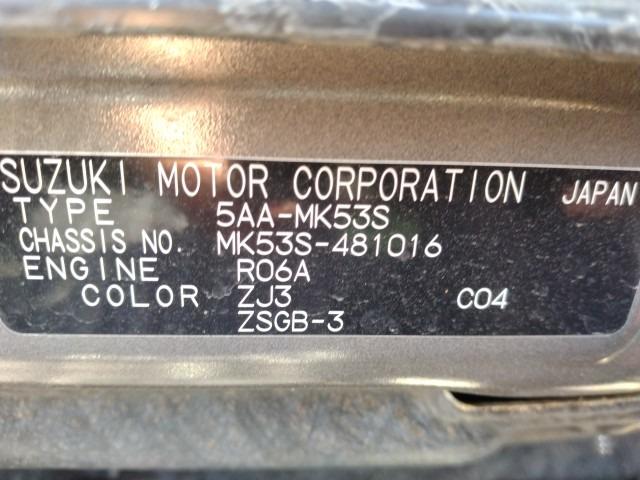 SUZUKI MOTOR CORPORATION JAPAN
TYPE 5AA-MK53S
CHASSIS NO. MK53S-481016
ENGINE R06A
COLOR ZJ3 C04
ZSGB-3